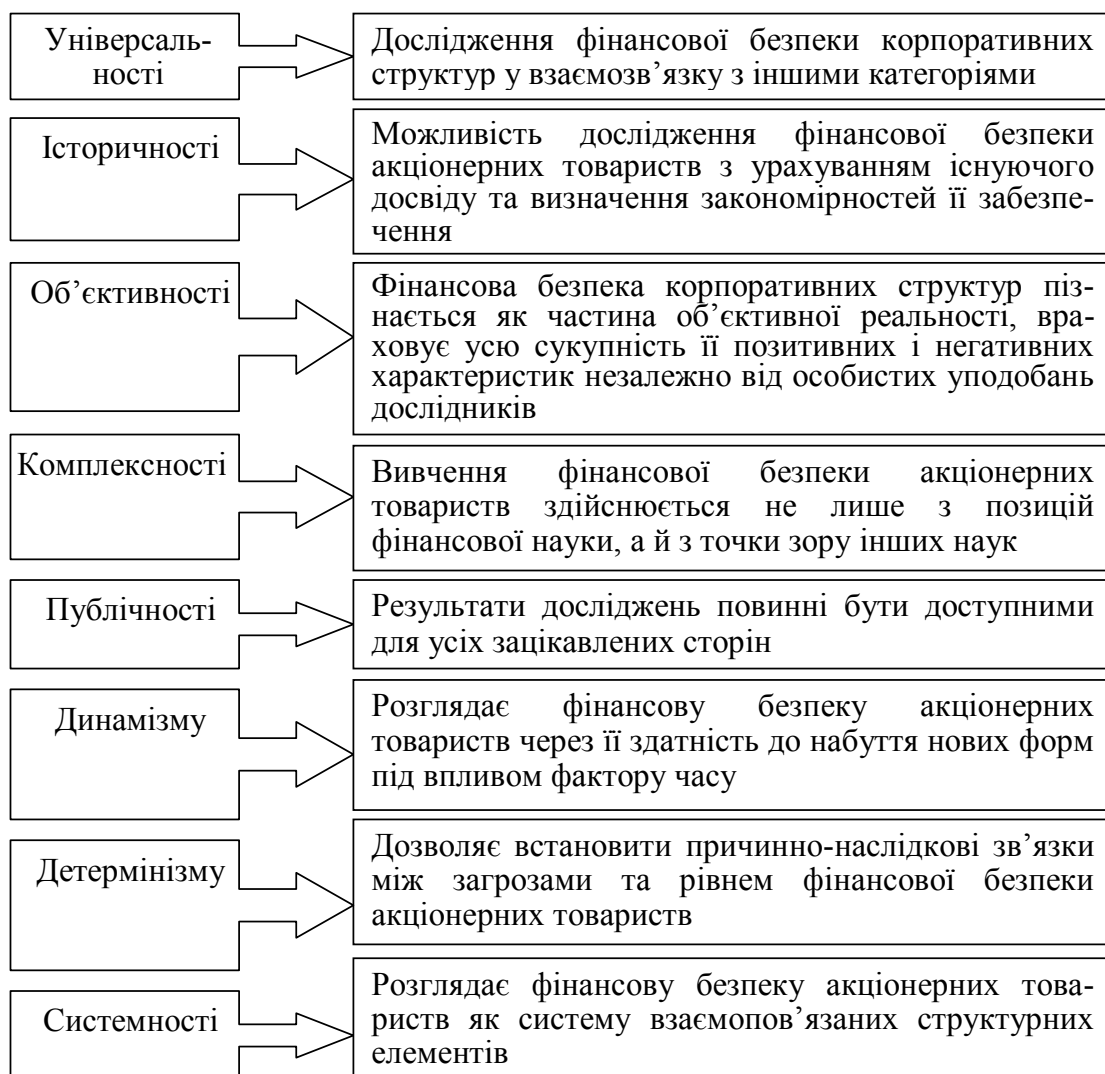 Універсаль-
ності
Дослідження фінансової безпеки корпоративних
структур у взаємозв’язку з іншими категоріями
Історичності
Можливість дослідження фінансової безпеки
акціонерних товариств з урахуванням існуючого
досвіду та визначення закономірностей її забезпе-
чення
Об’єктивності
Фінансова безпека корпоративних структур піз-
нається як частина об’єктивної реальності, вра-
ховує усю сукупність її позитивних і негативних
характеристик незалежно від особистих уподобань
дослідників
Комплексності
Вивчення фінансової безпеки акціонерних
товариств здійснюється не лише з позицій
фінансової науки, а й з точки зору інших наук
Публічності
Результати досліджень повинні бути доступними
для усіх зацікавлених сторін
Динамізму
Розглядає фінансову безпеку акціонерних
товариств через її здатність до набуття нових форм
під впливом фактору часу
Детермінізму
Дозволяє встановити причинно-наслідкові зв’язки
між загрозами та рівнем фінансової безпеки
акціонерних товариств
Системності
Розглядає фінансову безпеку акціонерних това-
риств як систему взаємопов’язаних структурних
елементів